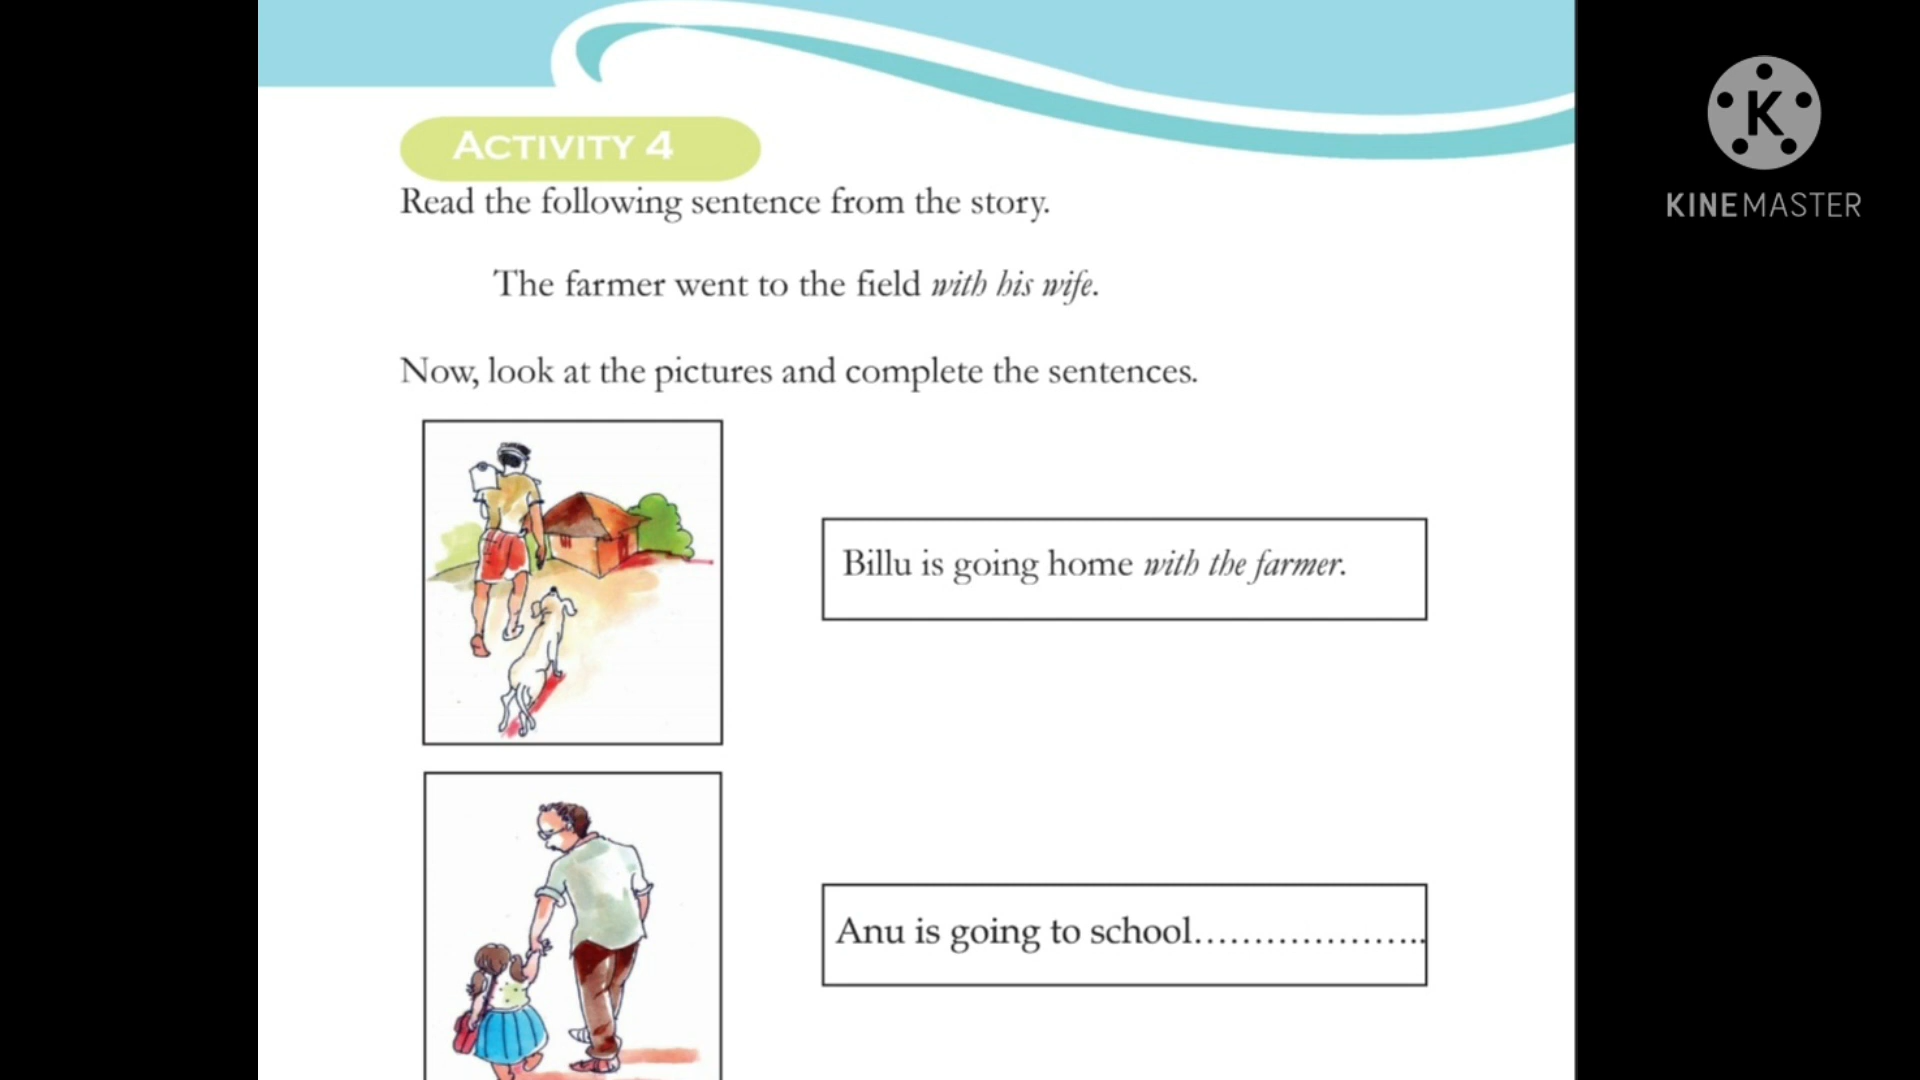 ACTIVITY 4
Read the following sentence from the story.
The farmer went to the field with his wife.
Now, look at the pictures and complete the sentences.
Billu is going home with the farmer.
Anu is going to school.....................
K
KINEMASTER